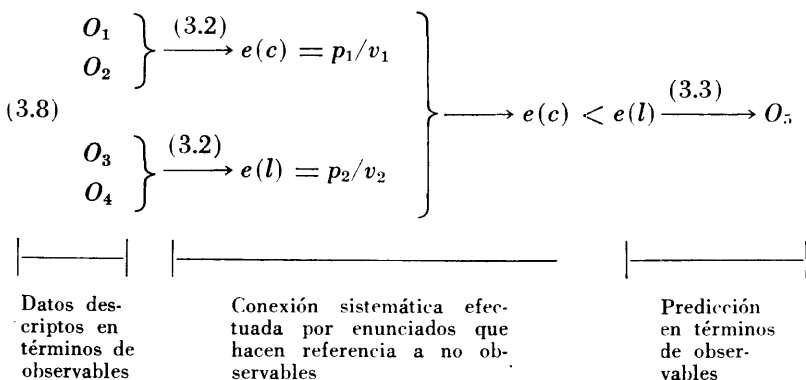 O₁
(3.2)
e(c) = p₁/v₁
O₂
(3.8)
e(c) < e(l)
(3.3)
O₅
O₃
(3.2)
e(l) = p₂/v₂
O₄
Datos des-
criptos en
términos de
observables
Conexión sistemática efec-
tuada por enunciados que
hacen referencia a no ob-
servables
Predicción
en términos
de obser-
vables